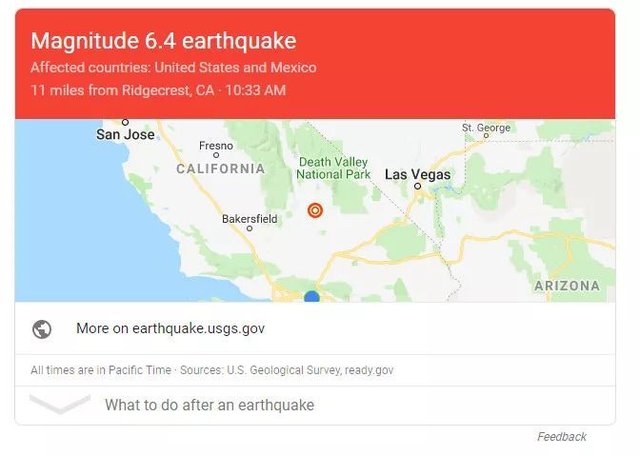 Magnitude 6.4 earthquake
Affected countries: United States and Mexico
11 miles from Ridgecrest, CA · 10:33 AM
San Jose
St. George
Fresno
CALIFORNIA
Death Valley
National Park
Las Vegas
Bakersfield
ARIZONA
More on earthquake.usgs.gov
All times are in Pacific Time · Sources: U.S. Geological Survey, ready.gov
What to do after an earthquake
Feedback